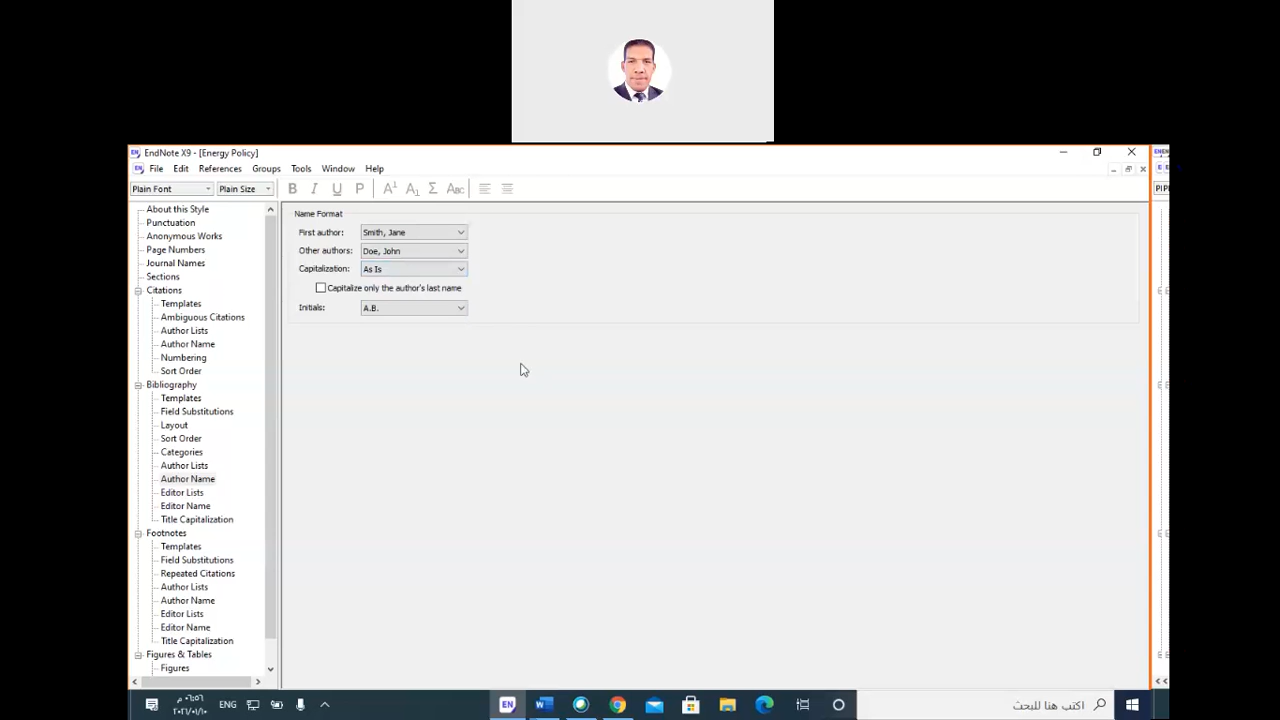 EndNote X9 - [Energy Policy]
File Edit References Groups Tools Window Help
Plain Font Plain Size B I U P A¹ A₁ Σ Abc
About this Style
Punctuation
Anonymous Works
Page Numbers
Journal Names
Sections
Citations
Templates
Ambiguous Citations
Author Lists
Author Name
Numbering
Sort Order
Bibliography
Templates
Field Substitutions
Layout
Sort Order
Categories
Author Lists
Author Name
Editor Lists
Editor Name
Title Capitalization
Footnotes
Templates
Field Substitutions
Repeated Citations
Author Lists
Author Name
Editor Lists
Editor Name
Title Capitalization
Figures & Tables
Figures
Name Format
First author: Smith, Jane
Other authors: Doe, John
Capitalization: As Is
Capitalize only the author's last name
Initials: A.B.
ENG
EN
اكتب هنا للبحث